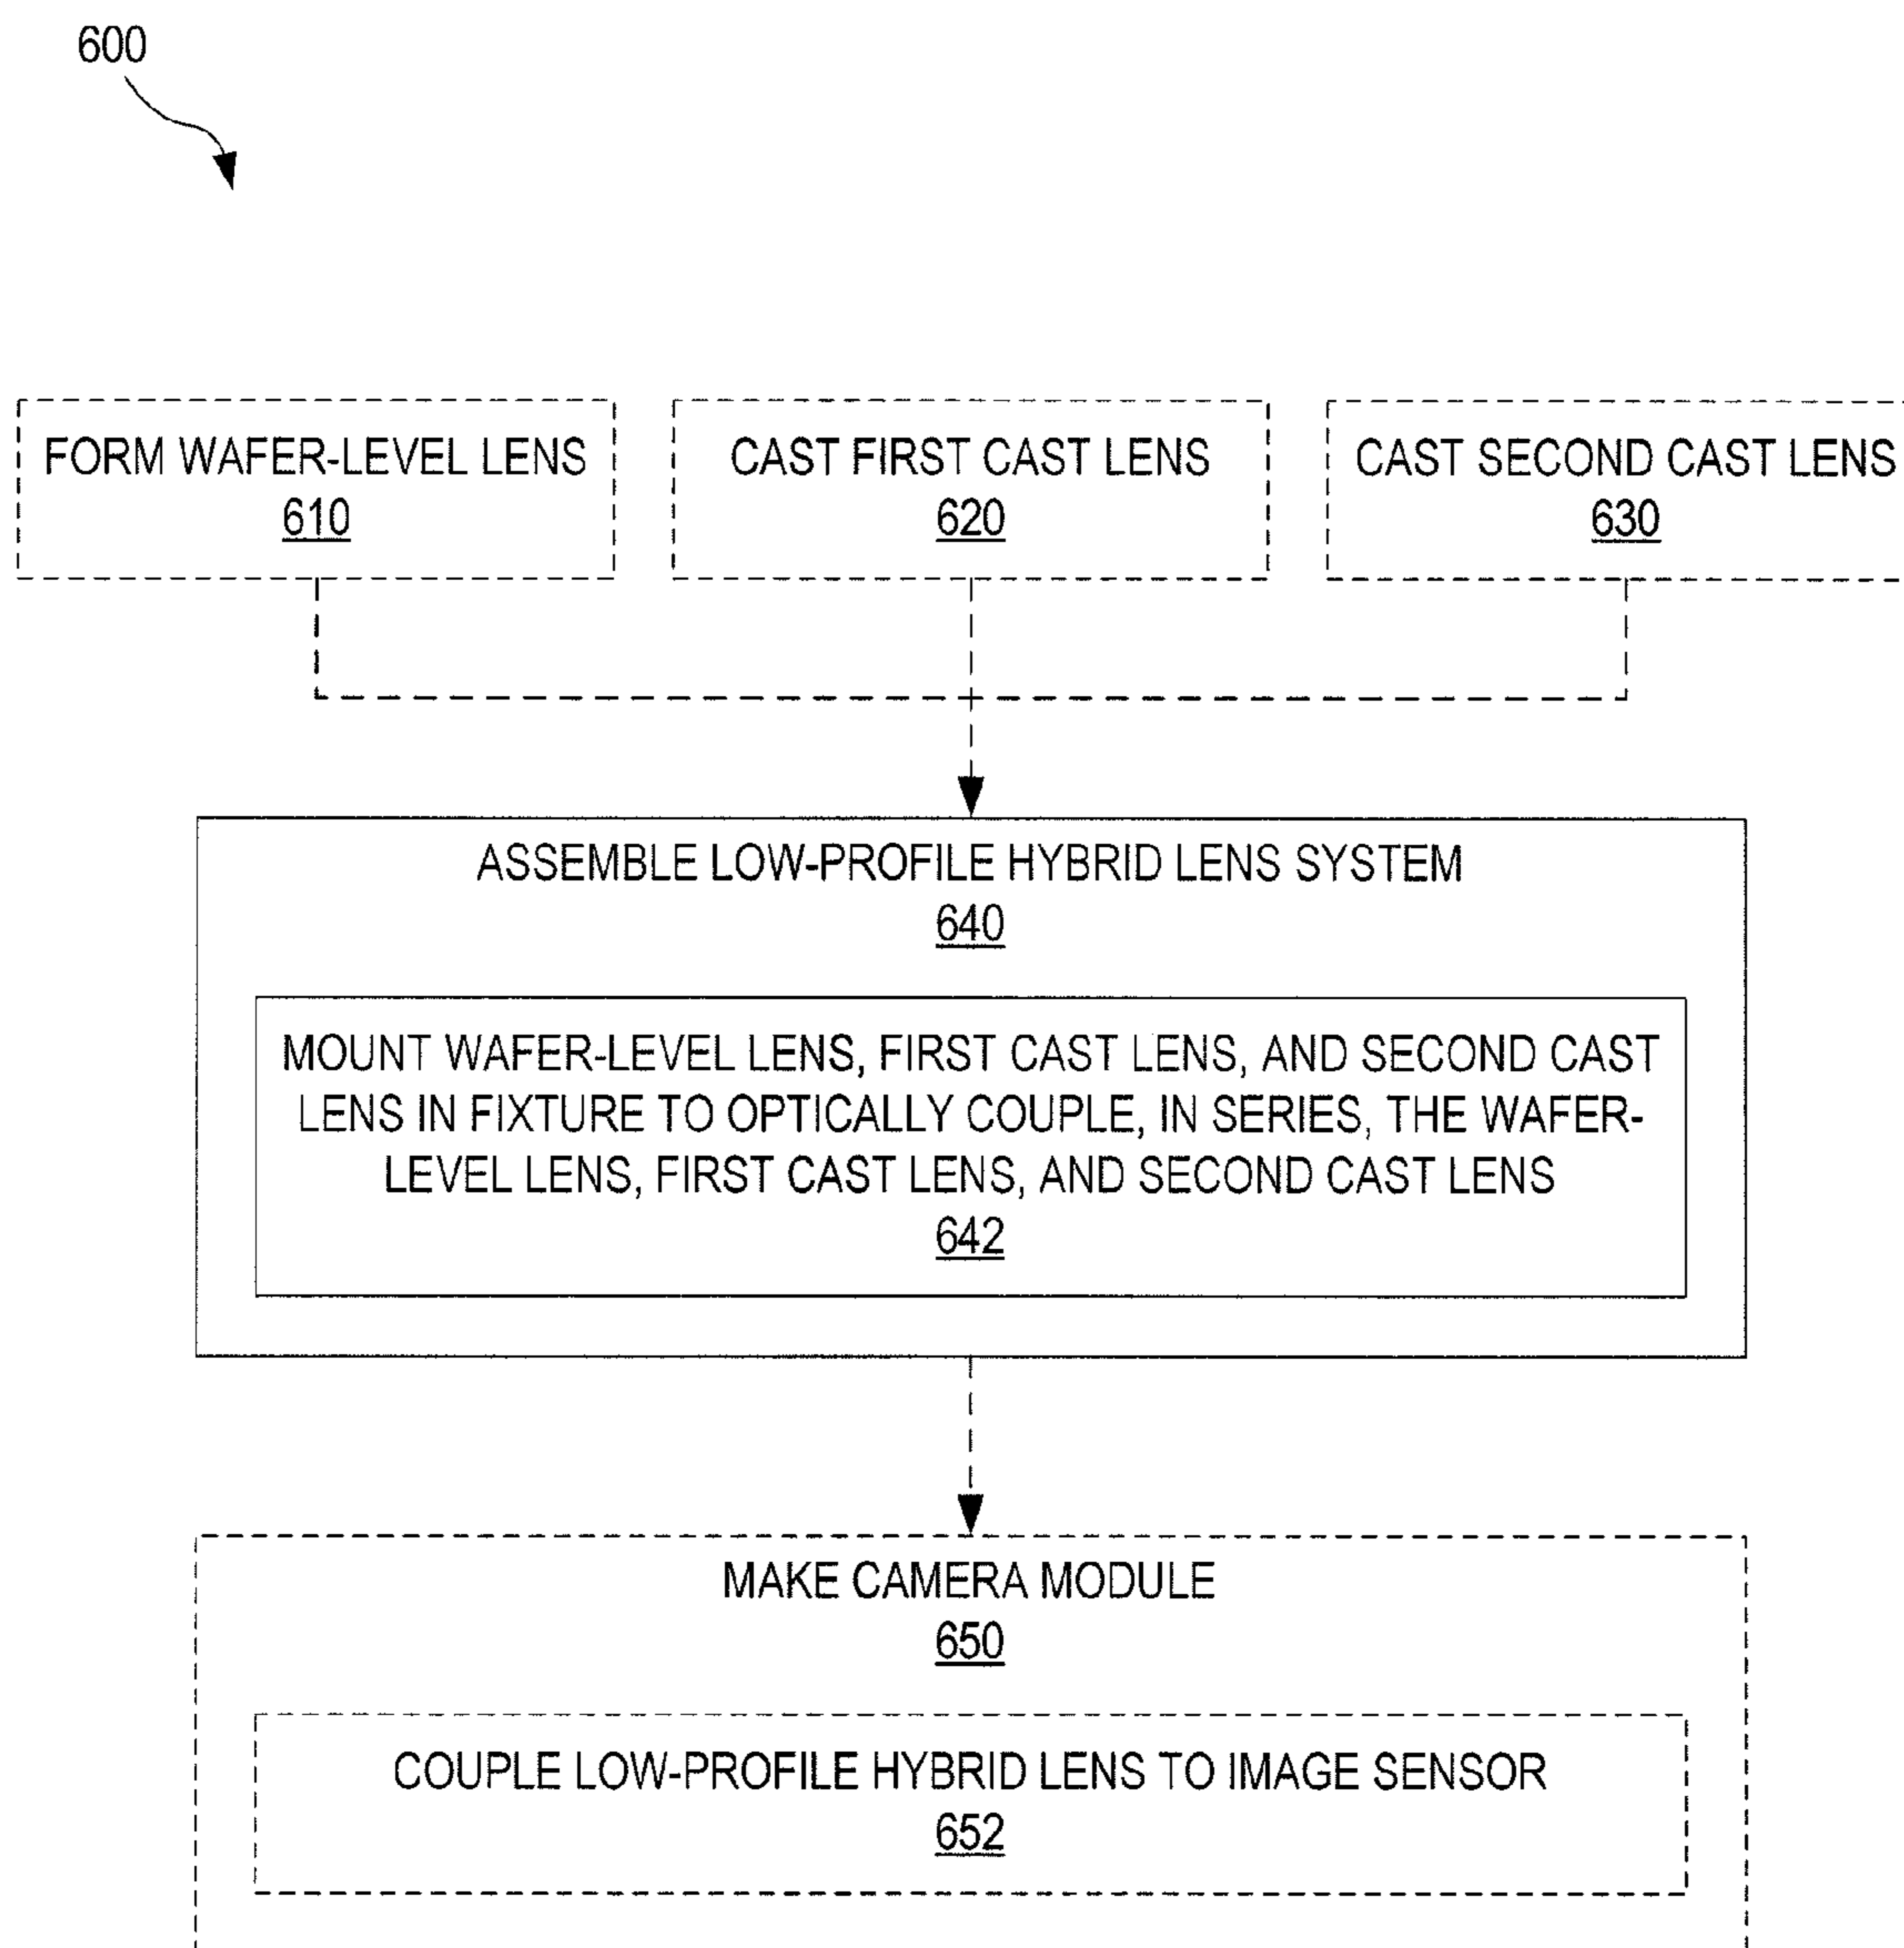 600
FORM WAFER-LEVEL LENS
610
CAST FIRST CAST LENS
620
CAST SECOND CAST LENS
630
ASSEMBLE LOW-PROFILE HYBRID LENS SYSTEM
640
MOUNT WAFER-LEVEL LENS, FIRST CAST LENS, AND SECOND CAST
LENS IN FIXTURE TO OPTICALLY COUPLE, IN SERIES, THE WAFER-
LEVEL LENS, FIRST CAST LENS, AND SECOND CAST LENS
642
MAKE CAMERA MODULE
650
COUPLE LOW-PROFILE HYBRID LENS TO IMAGE SENSOR
652